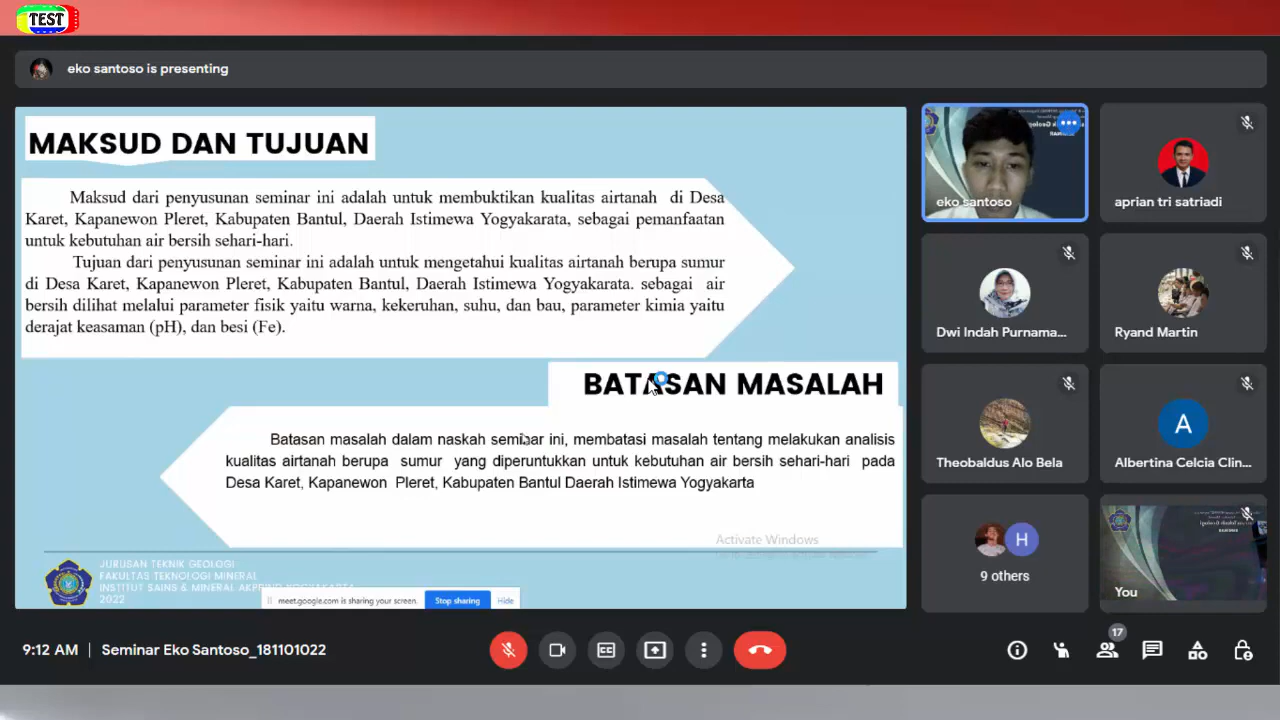 TEST
eko santoso is presenting
MAKSUD DAN TUJUAN
Maksud dari penyusunan seminar ini adalah untuk membuktikan kualitas airtanah di Desa
Karet, Kapanewon Pleret, Kabupaten Bantul, Daerah Istimewa Yogyakarata, sebagai pemanfaatan
untuk kebutuhan air bersih sehari-hari.
Tujuan dari penyusunan seminar ini adalah untuk mengetahui kualitas airtanah berupa sumur
di Desa Karet, Kapanewon Pleret, Kabupaten Bantul, Daerah Istimewa Yogyakarata. sebagai air
bersih dilihat melalui parameter fisik yaitu warna, kekeruhan, suhu, dan bau, parameter kimia yaitu
derajat keasaman (pH), dan besi (Fe).
BATASAN MASALAH
Batasan masalah dalam naskah seminar ini, membatasi masalah tentang melakukan analisis
kualitas airtanah berupa sumur yang diperuntukkan untuk kebutuhan air bersih sehari-hari pada
Desa Karet, Kapanewon Pleret, Kabupaten Bantul Daerah Istimewa Yogyakarta
Activate Windows
JURUSAN TEKNIK GEOLOGI
FAKULTAS TEKNOLOGI MINERAL
INSTITUT SAINS & MINERAL AKPRIND YOGYAKARTA
2022
meet.google.com is sharing your screen.
Stop sharing
Hide
eko santoso
aprian tri satriadi
Dwi Indah Purnama...
Ryand Martin
Theobaldus Alo Bela
A
Albertina Celcia Clin...
H
9 others
You
9:12 AM | Seminar Eko Santoso_181101022
CC
17